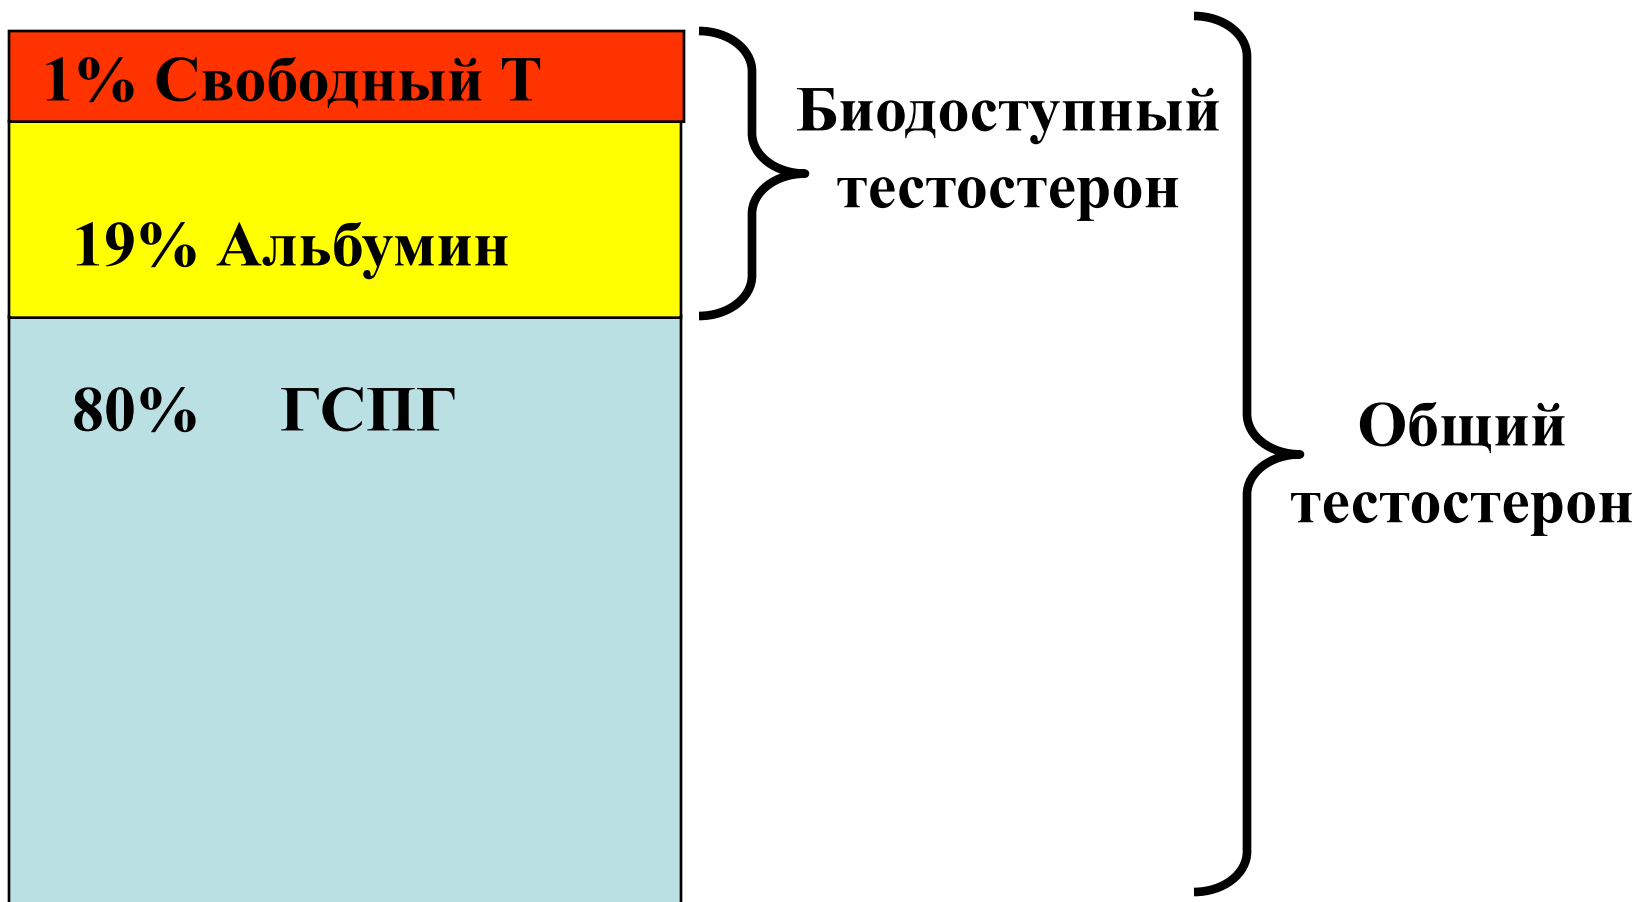 1% Свободный Т
Биодоступный
тестостерон
19% Альбумин
80% ГСПГ
Общий
тестостерон